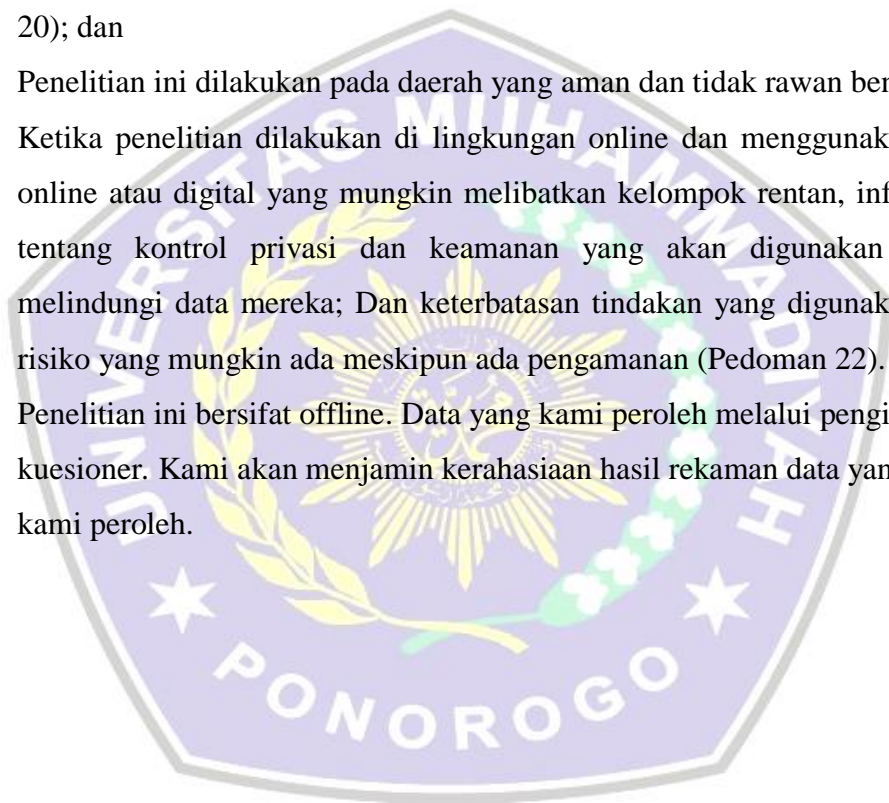 20); dan
Penelitian ini dilakukan pada daerah yang aman dan tidak rawan ber
Ketika penelitian dilakukan di lingkungan online dan menggunak
online atau digital yang mungkin melibatkan kelompok rentan, inf
tentang kontrol privasi dan keamanan yang akan digunakan
melindungi data mereka; Dan keterbatasan tindakan yang digunak
risiko yang mungkin ada meskipun ada pengamanan (Pedoman 22).
Penelitian ini bersifat offline. Data yang kami peroleh melalui pengi
kuesioner. Kami akan menjamin kerahasiaan hasil rekaman data yan
kami peroleh.
UNIVERSITAS MUHAMMADIYAH
PONOROGO